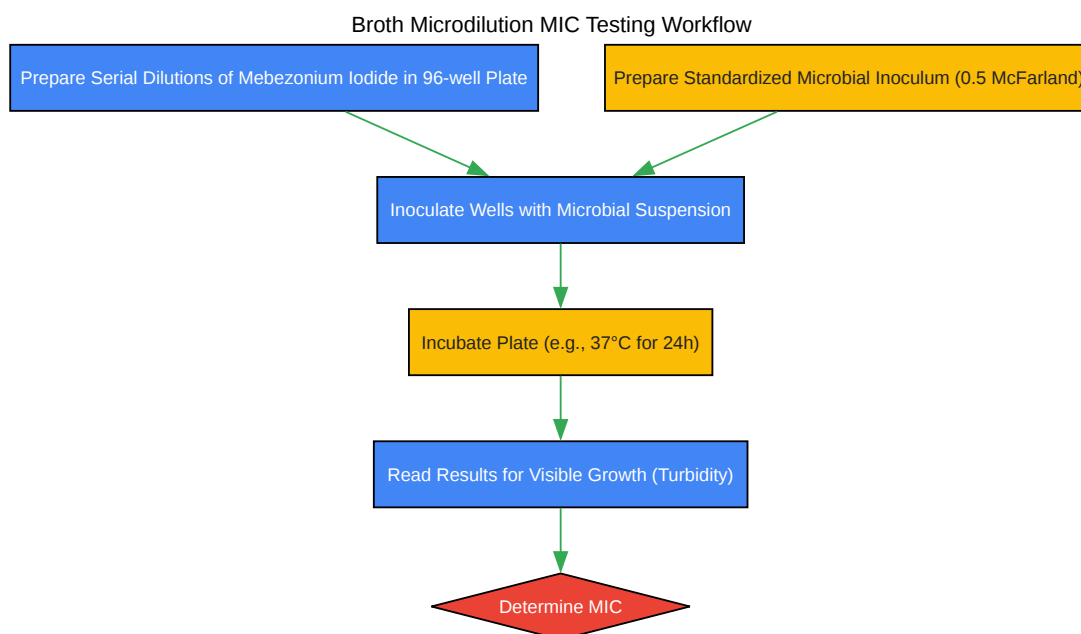 Broth Microdilution MIC Testing Workflow
Prepare Serial Dilutions of Mebezonium Iodide in 96-well Plate
Prepare Standardized Microbial Inoculum (0.5 McFarland)
Inoculate Wells with Microbial Suspension
Incubate Plate (e.g., 37°C for 24h)
Read Results for Visible Growth (Turbidity)
Determine MIC